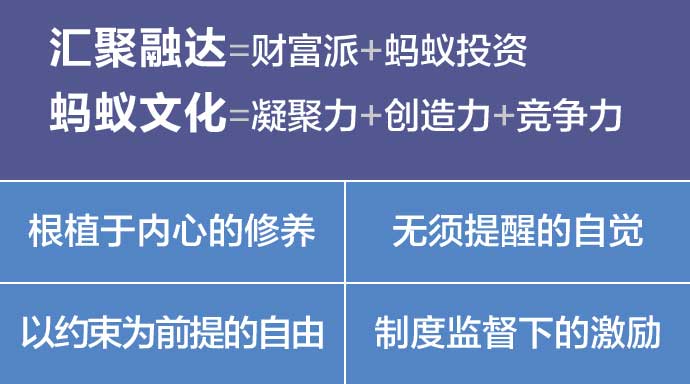 汇聚融达=财富派+蚂蚁投资
蚂蚁文化=凝聚力+创造力+竞争力
根植于内心的修养
无须提醒的自觉
以约束为前提的自由
制度监督下的激励